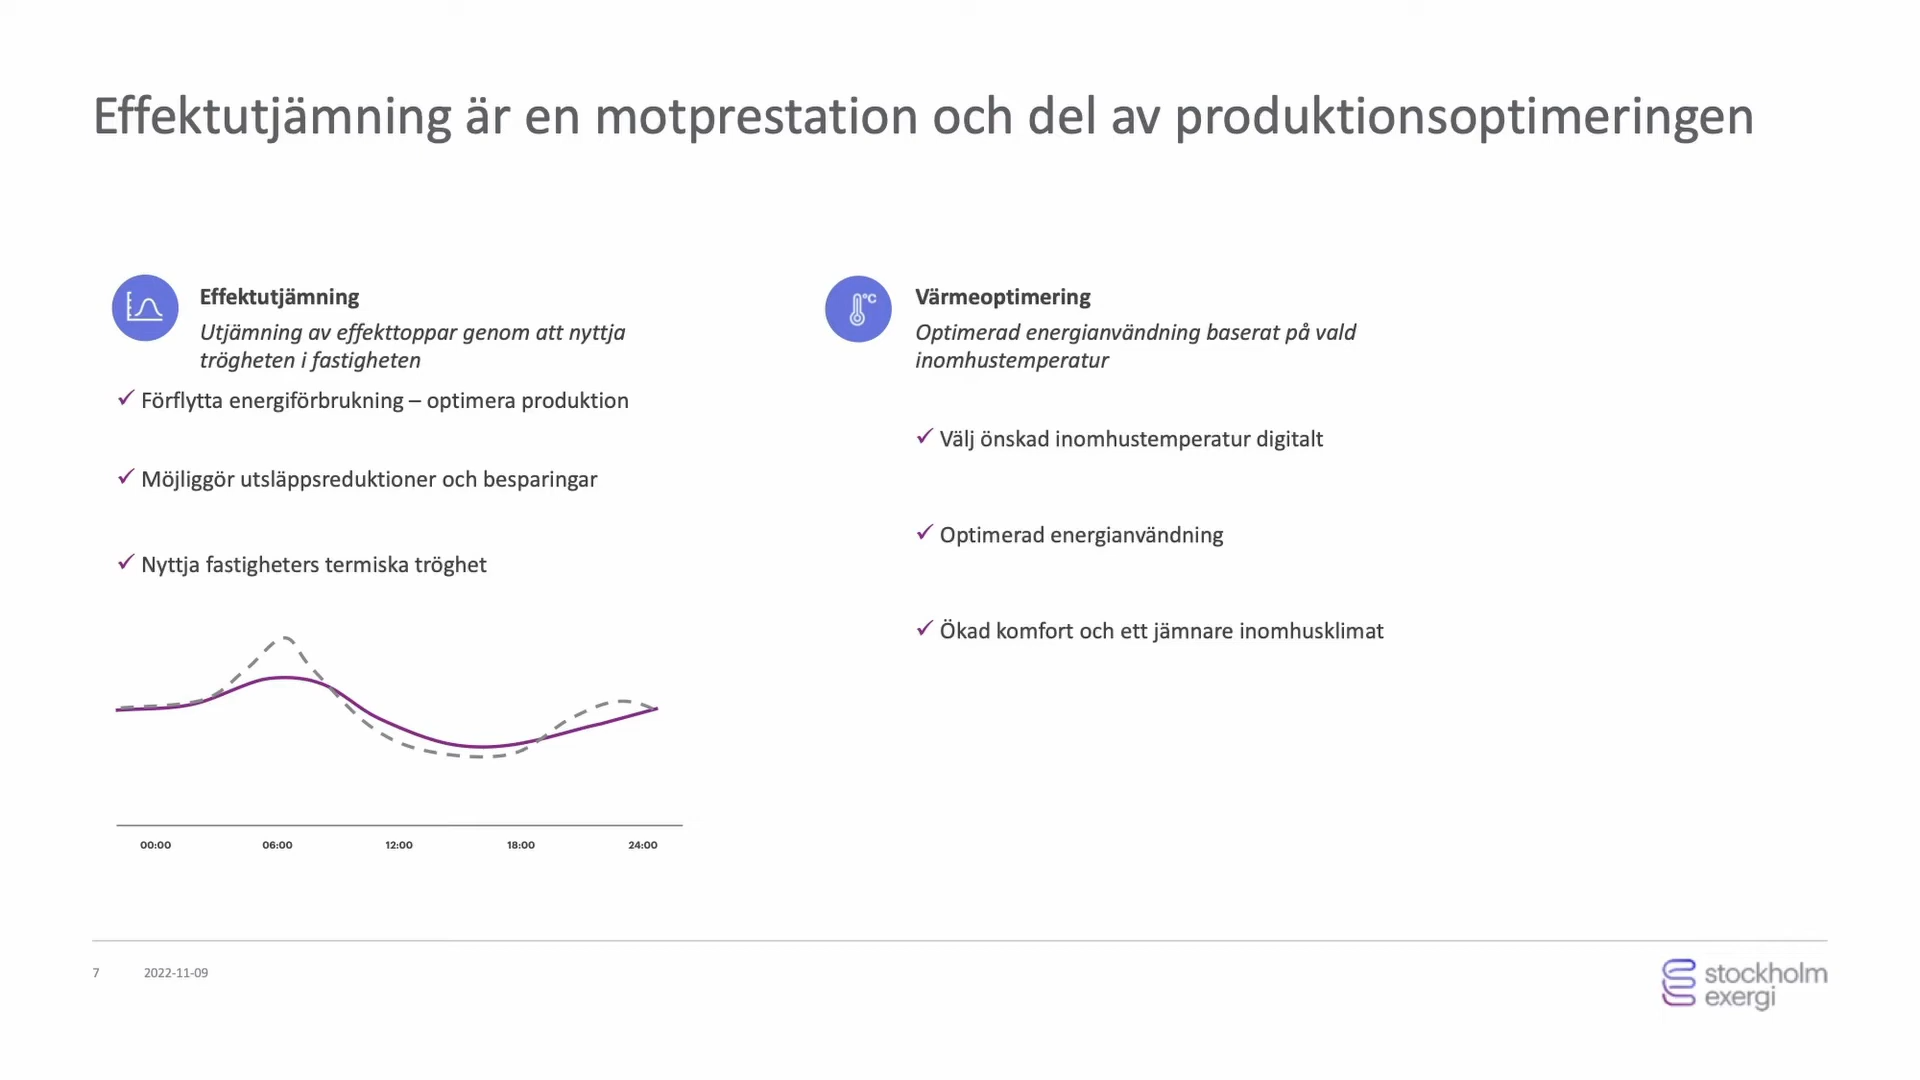 Effektutjämning är en motprestation och del av produktionsoptimeringen
Effektutjämning
Utjämning av effekttoppar genom att nyttja
trögheten i fastigheten
✓ Förflytta energiförbrukning – optimera produktion
✓ Möjliggör utsläppsreduktioner och besparingar
✓ Nyttja fastigheters termiska tröghet
00:00 06:00 12:00 18:00 24:00
°C
Värmeoptimering
Optimerad energianvändning baserat på vald
inomhustemperatur
✓ Välj önskad inomhustemperatur digitalt
✓ Optimerad energianvändning
✓ Ökad komfort och ett jämnare inomhusklimat
7 2022-11-09
stockholm
exergi